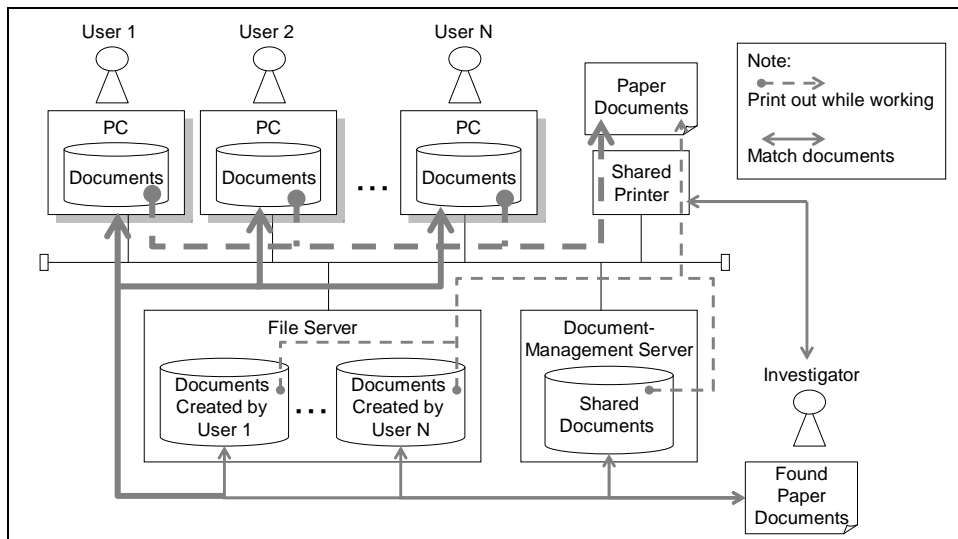 User 1
User 2
User N
PC
PC
PC
Documents
Documents
...
Documents
Paper
Documents
Shared
Printer
Note:
Print out while working
Match documents
File Server
Documents
Created by
User 1
...
Documents
Created by
User N
Document-
Management Server
Shared
Documents
Investigator
Found
Paper
Documents